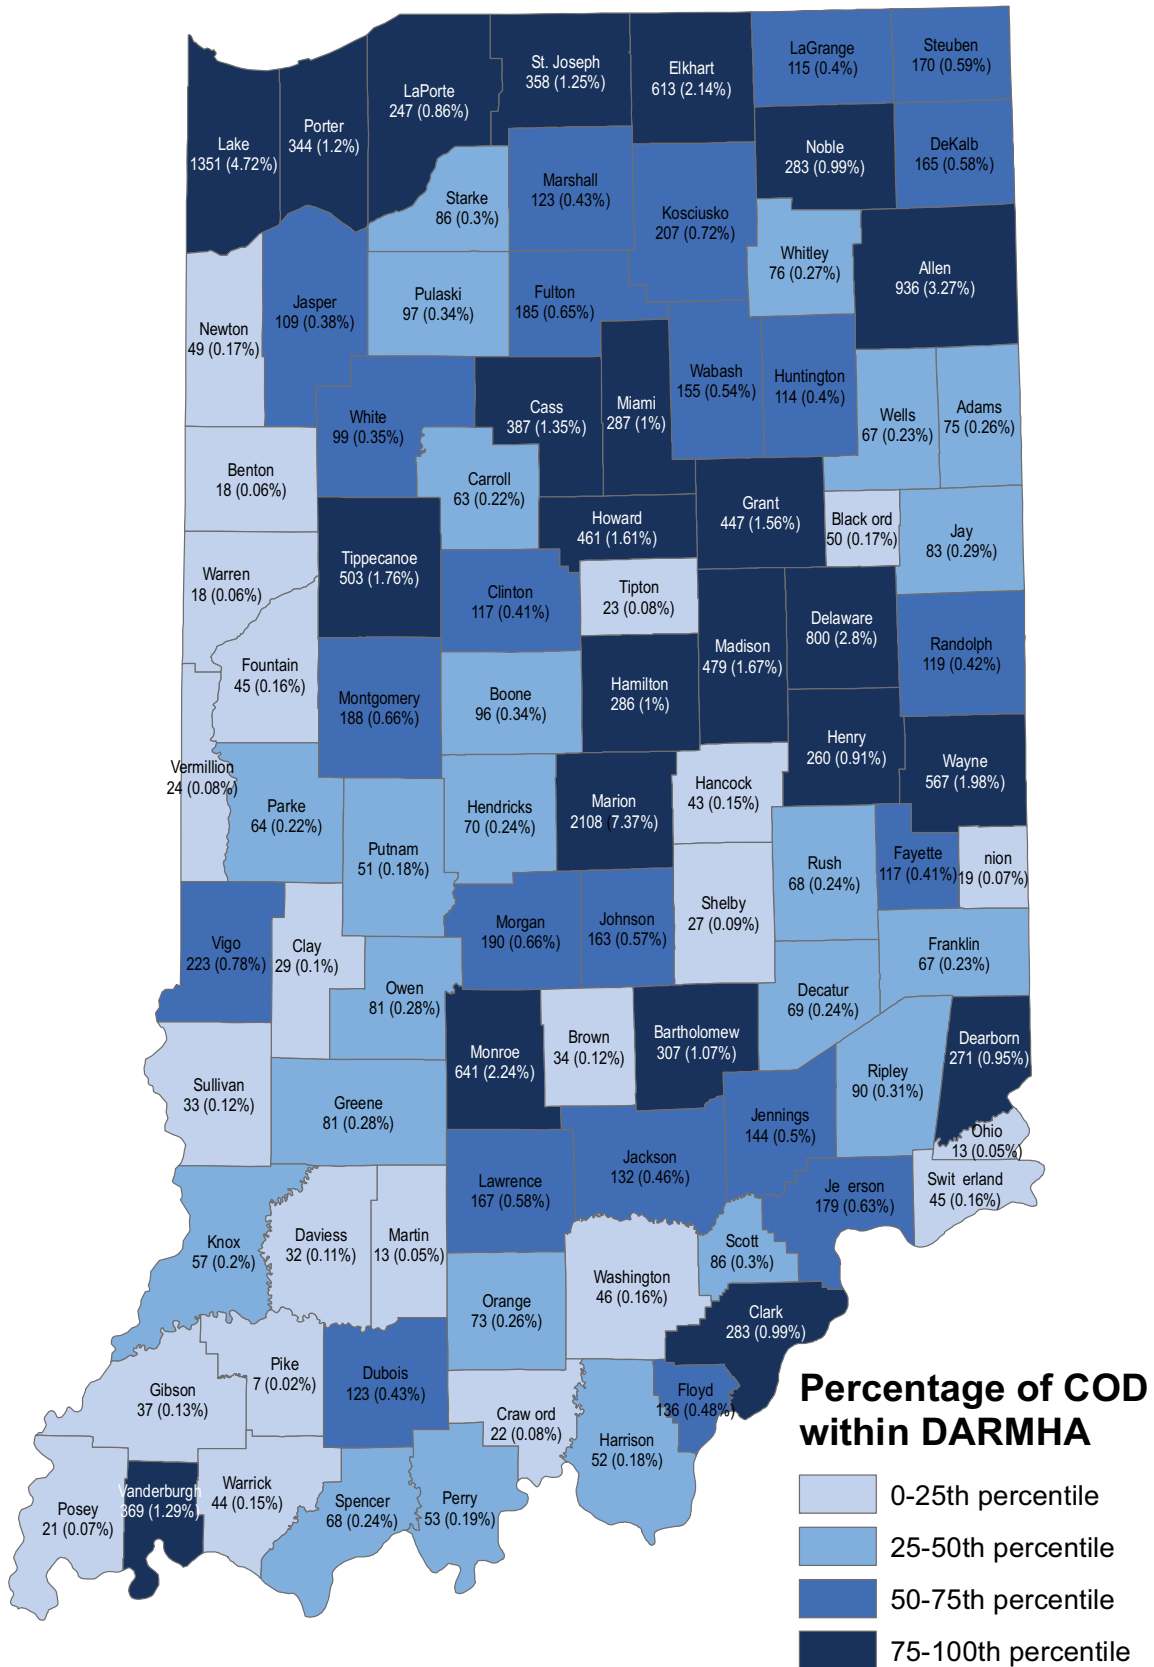 LaGrange
115 (0.4%)
Steuben
170 (0.59%)
St. Joseph
358 (1.25%)
Elkhart
613 (2.14%)
LaPorte
247 (0.86%)
Porter
344 (1.2%)
Lake
1351 (4.72%)
Noble
283 (0.99%)
DeKalb
165 (0.58%)
Marshall
123 (0.43%)
Starke
86 (0.3%)
Kosciusko
207 (0.72%)
Whitley
76 (0.27%)
Allen
936 (3.27%)
Jasper
109 (0.38%)
Pulaski
97 (0.34%)
Fulton
185 (0.65%)
Newton
49 (0.17%)
Wabash
155 (0.54%)
Huntington
114 (0.4%)
White
99 (0.35%)
Cass
387 (1.35%)
Miami
287 (1%)
Wells
67 (0.23%)
Adams
75 (0.26%)
Benton
18 (0.06%)
Carroll
63 (0.22%)
Howard
461 (1.61%)
Grant
447 (1.56%)
Black ord
50 (0.17%)
Jay
83 (0.29%)
Tippecanoe
503 (1.76%)
Warren
18 (0.06%)
Clinton
117 (0.41%)
Tipton
23 (0.08%)
Delaware
800 (2.8%)
Madison
479 (1.67%)
Randolph
119 (0.42%)
Fountain
45 (0.16%)
Montgomery
188 (0.66%)
Boone
96 (0.34%)
Hamilton
286 (1%)
Henry
260 (0.91%)
Wayne
567 (1.98%)
Vermillion
24 (0.08%)
Parke
64 (0.22%)
Hendricks
70 (0.24%)
Marion
2108 (7.37%)
Hancock
43 (0.15%)
Putnam
51 (0.18%)
Rush
68 (0.24%)
Fayette
117 (0.41%)
nion
19 (0.07%)
Shelby
27 (0.09%)
Morgan
190 (0.66%)
Johnson
163 (0.57%)
Vigo
223 (0.78%)
Clay
29 (0.1%)
Franklin
67 (0.23%)
Owen
81 (0.28%)
Decatur
69 (0.24%)
Monroe
641 (2.24%)
Brown
34 (0.12%)
Bartholomew
307 (1.07%)
Dearborn
271 (0.95%)
Sullivan
33 (0.12%)
Greene
81 (0.28%)
Ripley
90 (0.31%)
Jennings
144 (0.5%)
Ohio
13 (0.05%)
Jackson
132 (0.46%)
Lawrence
167 (0.58%)
Je erson
179 (0.63%)
Swit erland
45 (0.16%)
Knox
57 (0.2%)
Daviess
32 (0.11%)
Martin
13 (0.05%)
Scott
86 (0.3%)
Washington
46 (0.16%)
Orange
73 (0.26%)
Clark
283 (0.99%)
Pike
7 (0.02%)
Dubois
123 (0.43%)
Gibson
37 (0.13%)
Floyd
136 (0.48%)
Craw ord
22 (0.08%)
Harrison
52 (0.18%)
Warrick
44 (0.15%)
Vanderburgh
369 (1.29%)
Posey
21 (0.07%)
Spencer
68 (0.24%)
Perry
53 (0.19%)
Percentage of COD
within DARMHA
0-25th percentile
25-50th percentile
50-75th percentile
75-100th percentile